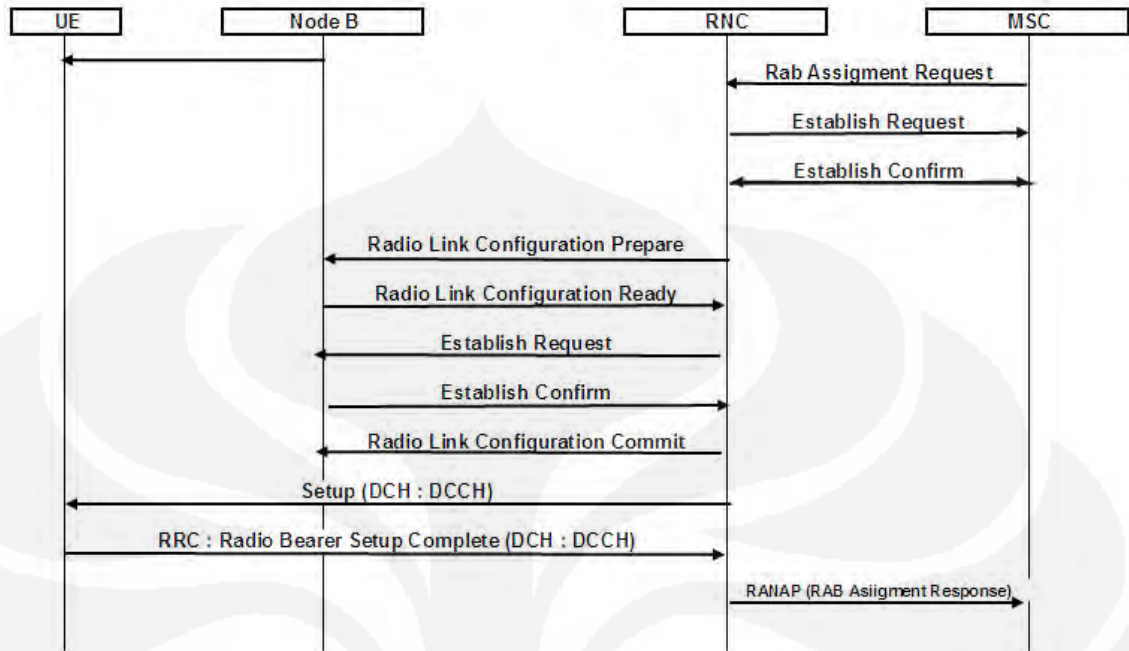 UE Node B RNC MSC
Rab Assigment Request
Establish Request
Establish Confirm
Radio Link Configuration Prepare
Radio Link Configuration Ready
Establish Request
Establish Confirm
Radio Link Configuration Commit
Setup (DCH : DCCH)
RRC : Radio Bearer Setup Complete (DCH : DCCH)
RANAP (RAB Asiigment Response)